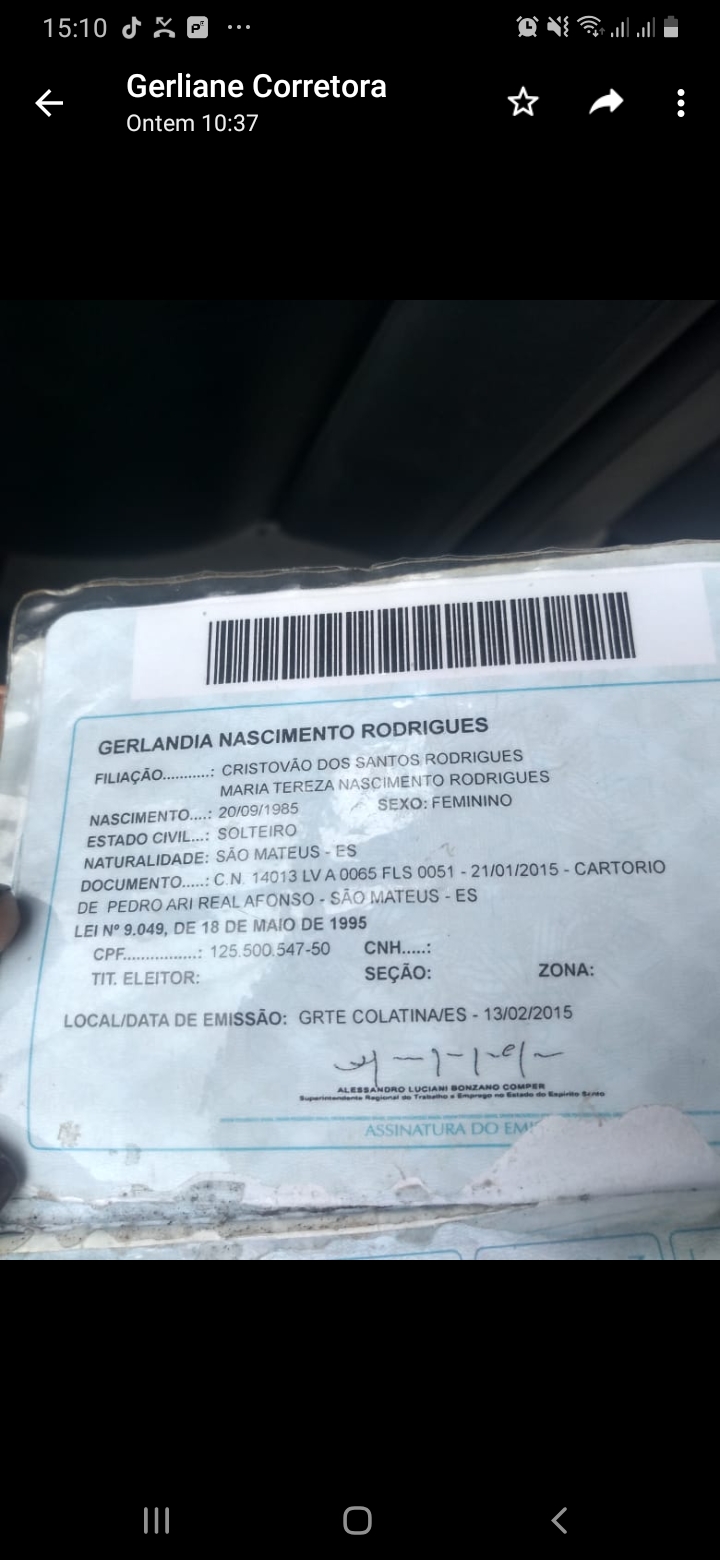 15:10
Gerliane Corretora
Ontem 10:37
GERLANDIA NASCIMENTO RODRIGUES
FILIAÇÃO...........: CRISTOVÃO DOS SANTOS RODRIGUES
MARIA TEREZA NASCIMENTO RODRIGUES
NASCIMENTO....: 20/09/1985 SEXO: FEMININO
ESTADO CIVIL...: SOLTEIRO
NATURALIDADE: SÃO MATEUS - ES
DOCUMENTO.....: C.N. 14013 LV A 0065 FLS 0051 - 21/01/2015 - CARTORIO
DE PEDRO ARI REAL AFONSO - SÃO MATEUS - ES
LEI Nº 9.049, DE 18 DE MAIO DE 1995
CPF................: 125.500.547-50 CNH.....:
TIT. ELEITOR: SEÇÃO: ZONA:
LOCAL/DATA DE EMISSÃO: GRTE COLATINA/ES - 13/02/2015
ALESSANDRO LUCIANI BONZANO COMPER
Superintendente Regional do Trabalho e Emprego no Estado do Espírito Santo
ASSINATURA DO